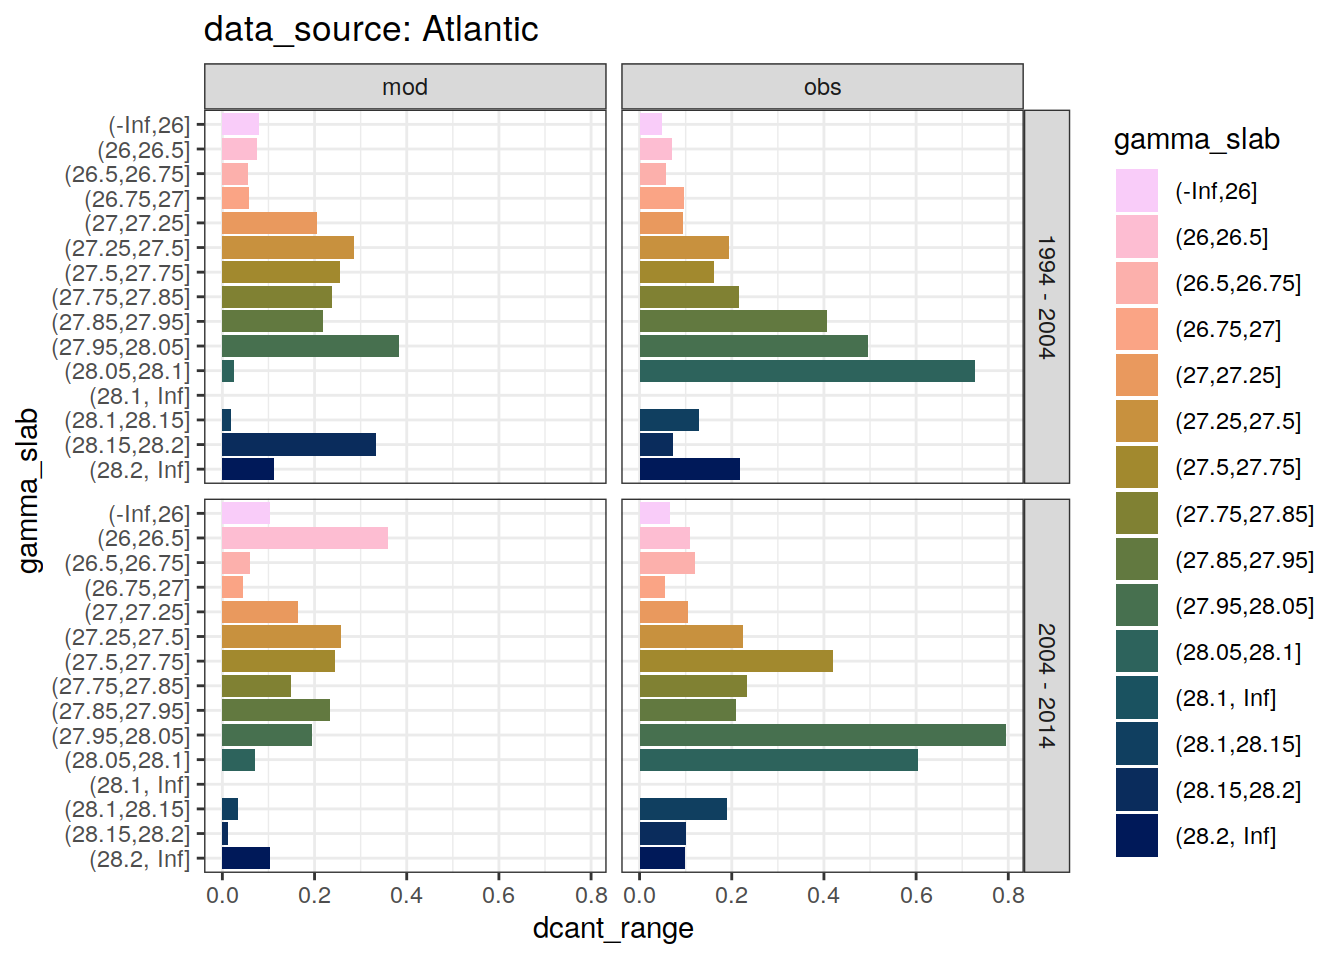 data_source: Atlantic
mod
obs
(-Inf,26]
(26,26.5]
(26.5,26.75]
(26.75,27]
(27,27.25]
(27.25,27.5]
(27.5,27.75]
(27.75,27.85]
(27.85,27.95]
(27.95,28.05]
(28.05,28.1]
(28.1, Inf]
(28.1,28.15]
(28.15,28.2]
(28.2, Inf]
1994 - 2004
(-Inf,26]
(26,26.5]
(26.5,26.75]
(26.75,27]
(27,27.25]
(27.25,27.5]
(27.5,27.75]
(27.75,27.85]
(27.85,27.95]
(27.95,28.05]
(28.05,28.1]
(28.1, Inf]
(28.1,28.15]
(28.15,28.2]
(28.2, Inf]
2004 - 2014
gamma_slab
0.0 0.2 0.4 0.6 0.8 0.0 0.2 0.4 0.6 0.8
dcant_range
gamma_slab
(-Inf,26]
(26,26.5]
(26.5,26.75]
(26.75,27]
(27,27.25]
(27.25,27.5]
(27.5,27.75]
(27.75,27.85]
(27.85,27.95]
(27.95,28.05]
(28.05,28.1]
(28.1, Inf]
(28.1,28.15]
(28.15,28.2]
(28.2, Inf]